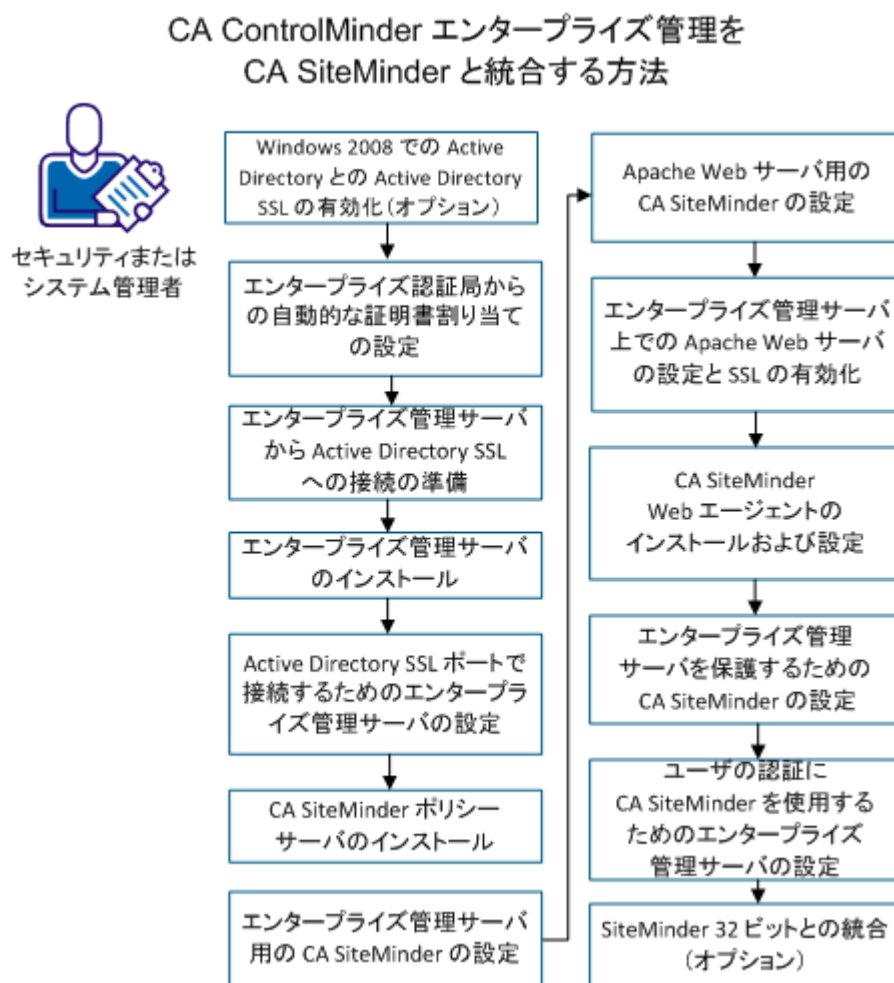 CA ControlMinder エンタープライズ管理を
CA SiteMinder と統合する方法
セキュリティまたは
システム管理者
Windows 2008 での Active
Directory との Active Directory
SSL の有効化（オプション）
エンタープライズ認証局から
の自動的な証明書割り当て
の設定
エンタープライズ管理サーバ
から Active Directory SSL
への接続の準備
エンタープライズ管理サーバ
のインストール
Active Directory SSL ポートで
接続するためのエンタープラ
イズ管理サーバの設定
CA SiteMinder ポリシー
サーバのインストール
エンタープライズ管理サーバ
用の CA SiteMinder の設定
Apache Web サーバ用の
CA SiteMinder の設定
エンタープライズ管理サーバ
上での Apache Web サーバ
の設定と SSL の有効化
CA SiteMinder
Web エージェントの
インストールおよび設定
エンタープライズ管理
サーバを保護するための
CA SiteMinder の設定
ユーザの認証に
CA SiteMinder を使用する
ためのエンタープライズ
管理サーバの設定
SiteMinder 32 ビットとの統合
（オプション）